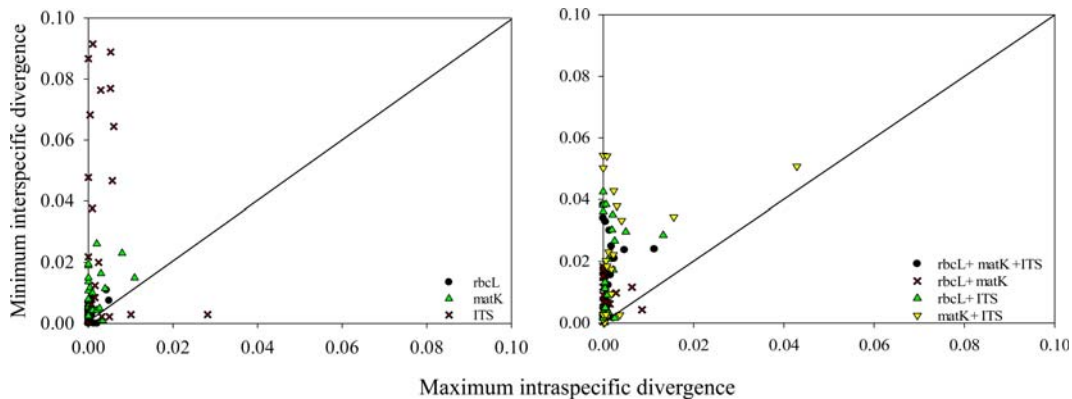 0.10
0.08
0.06
0.04
0.02
0.00
Minimum interspecific divergence
rbcL
matK
ITS
0.00 0.02 0.04 0.06 0.08 0.10
0.10
0.08
0.06
0.04
0.02
0.00
rbcL+ matK +ITS
rbcL+ matK
rbcL+ ITS
matK+ ITS
0.00 0.02 0.04 0.06 0.08 0.10
Maximum intraspecific divergence